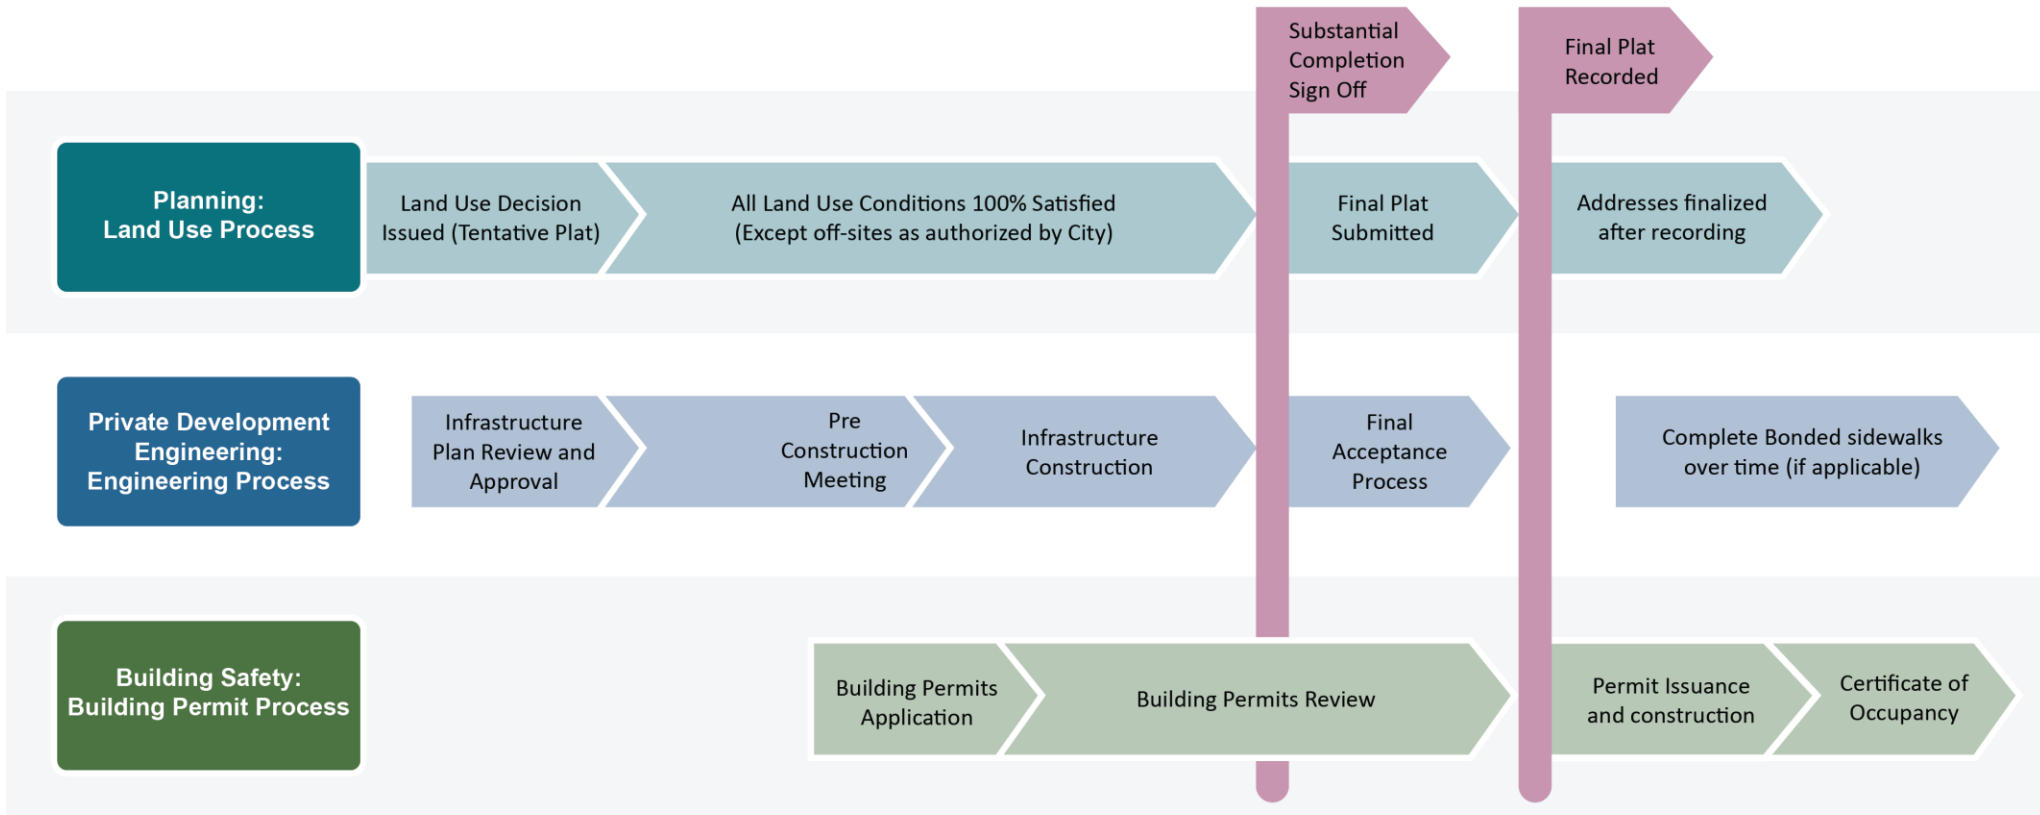 Substantial
Completion
Sign Off
Final Plat
Recorded
Planning:
Land Use Process
Land Use Decision
Issued (Tentative Plat)
All Land Use Conditions 100% Satisfied
(Except off-sites as authorized by City)
Final Plat
Submitted
Addresses finalized
after recording
Private Development
Engineering:
Engineering Process
Infrastructure
Plan Review and
Approval
Pre
Construction
Meeting
Infrastructure
Construction
Final
Acceptance
Process
Complete Bonded sidewalks
over time (if applicable)
Building Safety:
Building Permit Process
Building Permits
Application
Building Permits Review
Permit Issuance
and construction
Certificate of
Occupancy